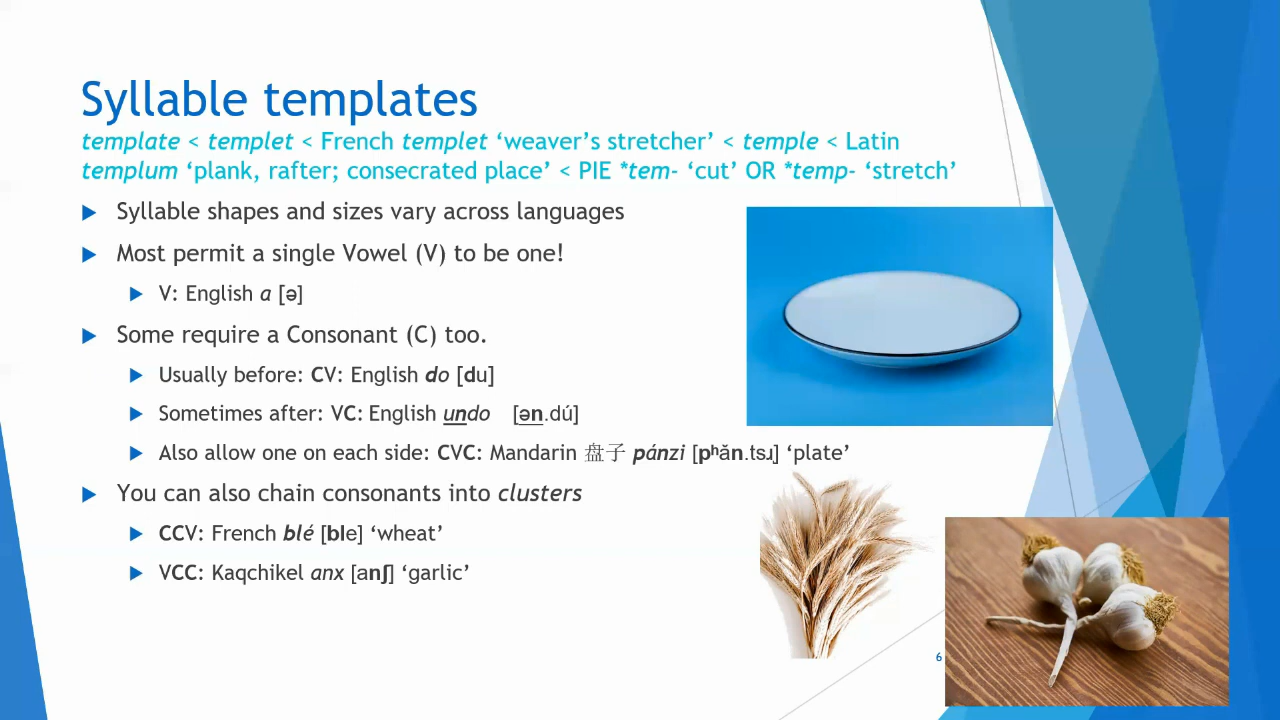 Syllable templates
template < templet < French templet ‘weaver’s stretcher’ < temple < Latin
templum ‘plank, rafter; consecrated place’ < PIE *tem- ‘cut’ OR *temp- ‘stretch’
Syllable shapes and sizes vary across languages
Most permit a single Vowel (V) to be one!
V: English a [ə]
Some require a Consonant (C) too.
Usually before: CV: English do [du]
Sometimes after: VC: English undo [ən.dú]
Also allow one on each side: CVC: Mandarin 盘子 pánzi [pʰǎn.tsɹ] ‘plate’
You can also chain consonants into clusters
CCV: French blé [ble] ‘wheat’
VCC: Kaqchikel anx [anʃ] ‘garlic’
6